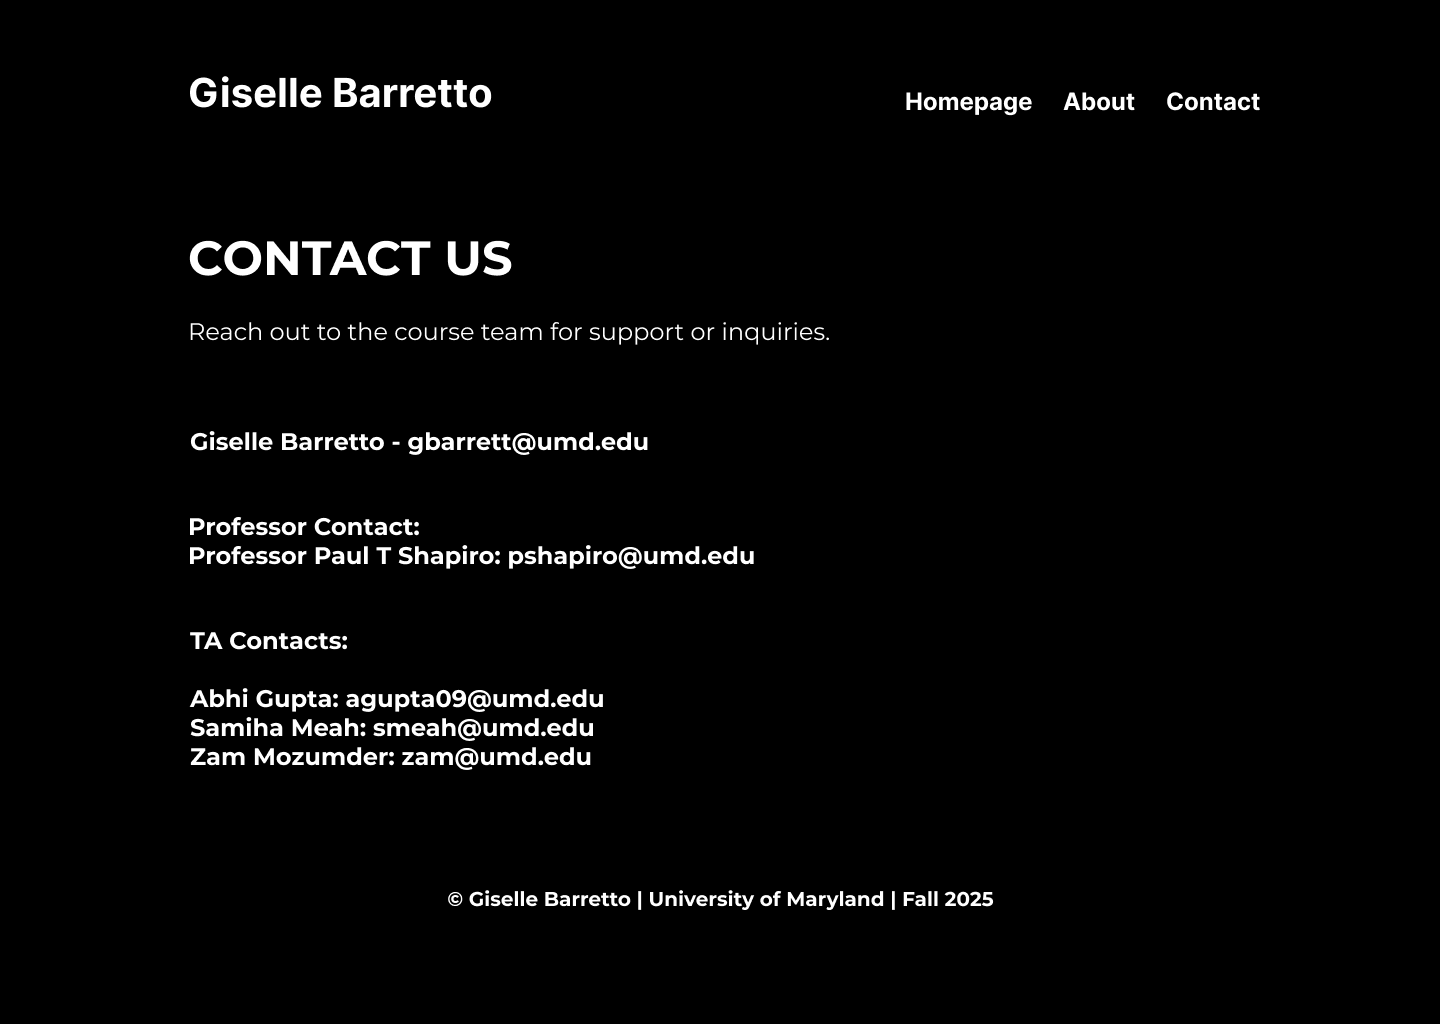 Giselle Barretto
Homepage About Contact
CONTACT US
Reach out to the course team for support or inquiries.
Giselle Barretto - gbarrett@umd.edu
Professor Contact:
Professor Paul T Shapiro: pshapiro@umd.edu
TA Contacts:
Abhi Gupta: agupta09@umd.edu
Samiha Meah: smeah@umd.edu
Zam Mozumder: zam@umd.edu
© Giselle Barretto | University of Maryland | Fall 2025